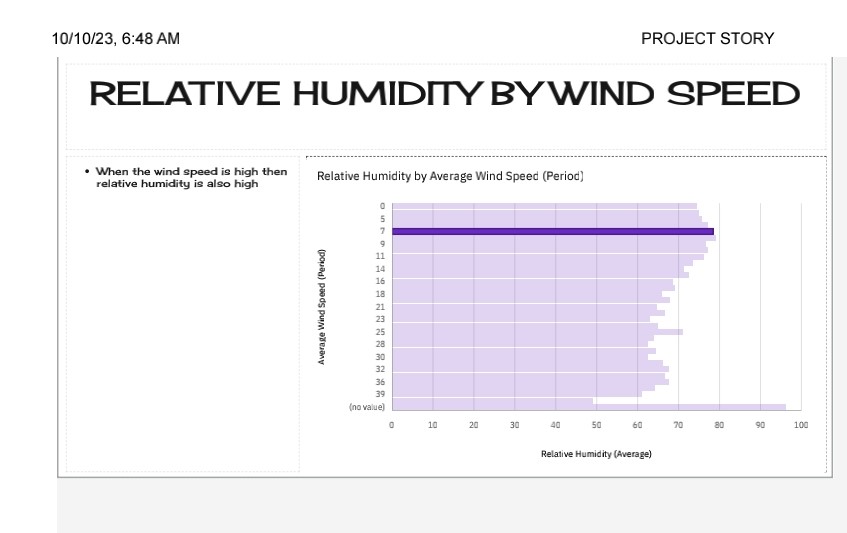 10/10/23, 6:48 AM PROJECT STORY
RELATIVE HUMIDITY BY WIND SPEED
• When the wind speed is high then
relative humidity is also high
Relative Humidity by Average Wind Speed (Period)
Average Wind Speed (Period)
0
5
7
9
11
14
16
18
21
23
25
28
30
32
36
39
(no value)
0 10 20 30 40 50 60 70 80 90 100
Relative Humidity (Average)